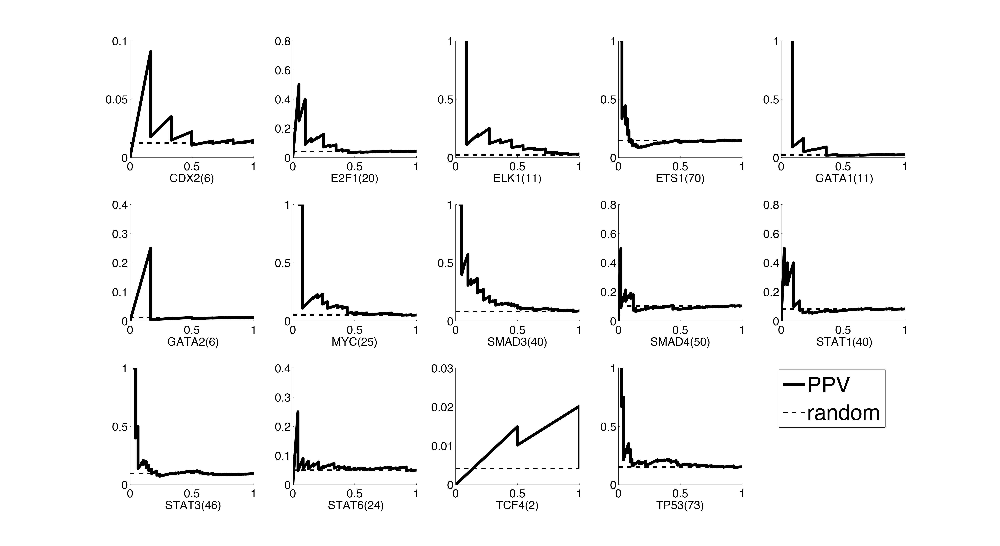 0.1
0.05
0
0 0.5 1
CDX2(6)
0.8
0.6
0.4
0.2
0
0 0.5 1
E2F1(20)
1
0.5
0
0 0.5 1
ELK1(11)
1
0.5
0
0 0.5 1
ETS1(70)
1
0.5
0
0 0.5 1
GATA1(11)
0.4
0.3
0.2
0.1
0
0 0.5 1
GATA2(6)
1
0.5
0
0 0.5 1
MYC(25)
1
0.5
0
0 0.5 1
SMAD3(40)
0.8
0.6
0.4
0.2
0
0 0.5 1
SMAD4(50)
0.8
0.6
0.4
0.2
0
0 0.5 1
STAT1(40)
1
0.5
0
0 0.5 1
STAT3(46)
0.4
0.3
0.2
0.1
0
0 0.5 1
STAT6(24)
0.03
0.02
0.01
0
0 0.5 1
TCF4(2)
1
0.5
0
0 0.5 1
TP53(73)
PPV
random